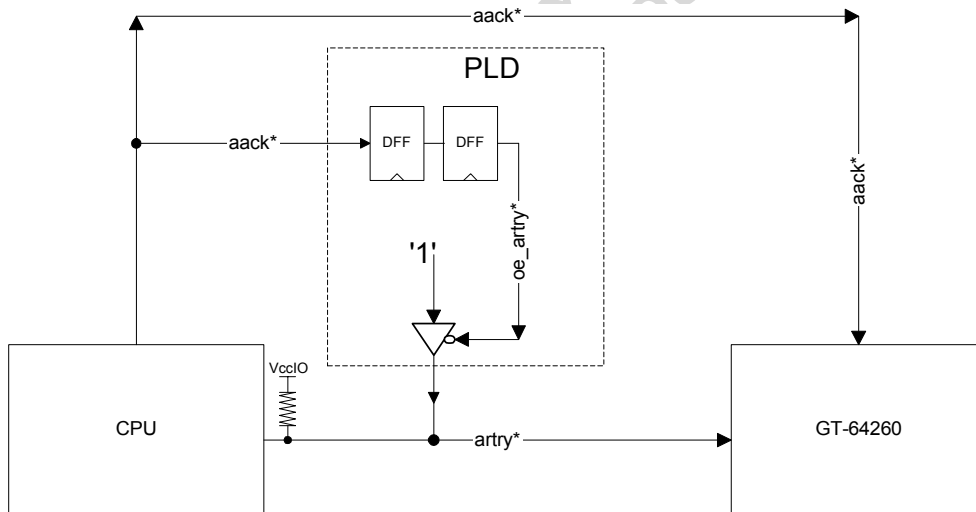 aack*
PLD
DFF
DFF
aack*
aack*
oe_artry*
'1'
VccIO
CPU
artry*
GT-64260